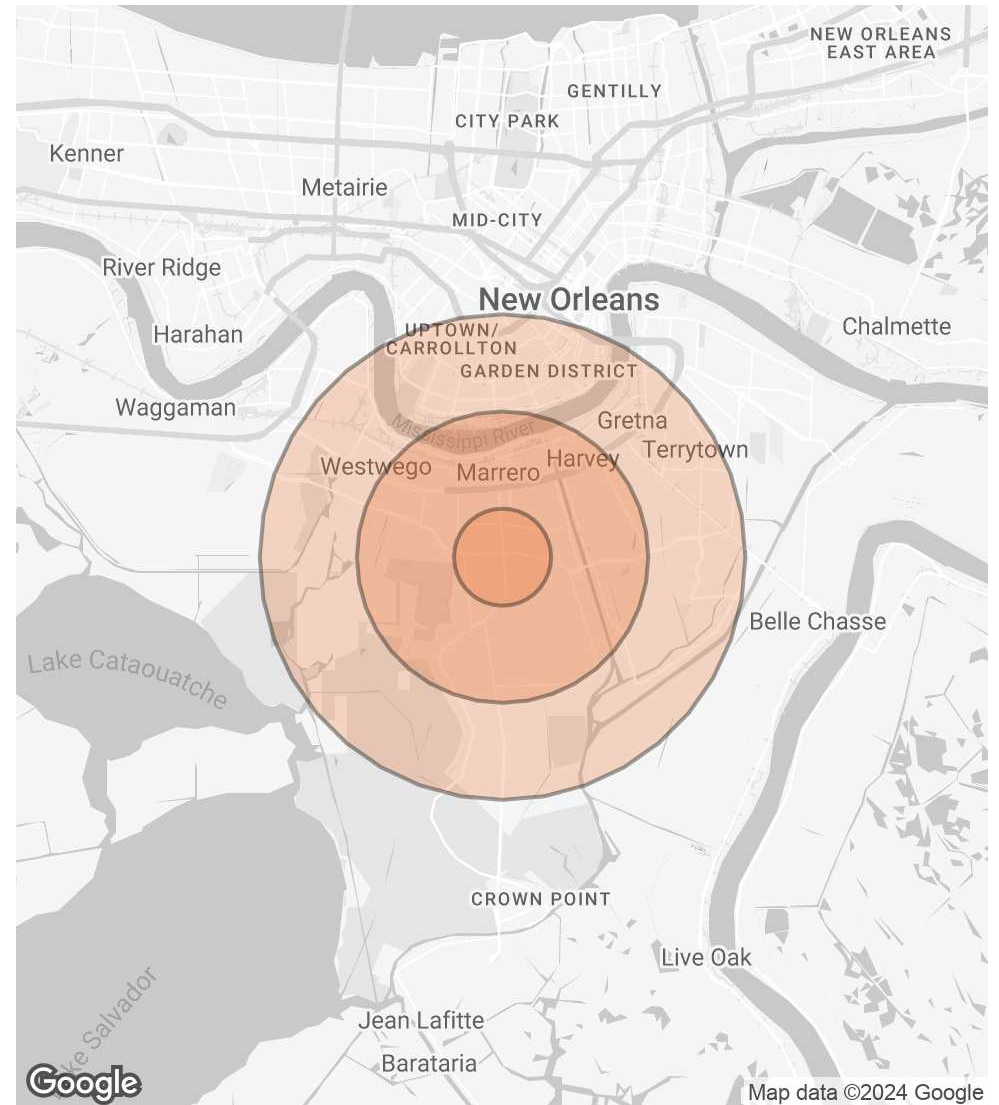 NEW ORLEANS
EAST AREA
GENTILLY
CITY PARK
Kenner
Metairie
MID-CITY
River Ridge
New Orleans
Harahan
UPTOWN/
CARROLLTON
Chalmette
GARDEN DISTRICT
Waggaman
Mississippi River
Gretna
Terrytown
Westwego
Marrero
Harvey
Belle Chasse
Lake Cataouatche
CROWN POINT
Live Oak
Lake Salvador
Jean Lafitte
Barataria
Google
Map data ©2024 Google